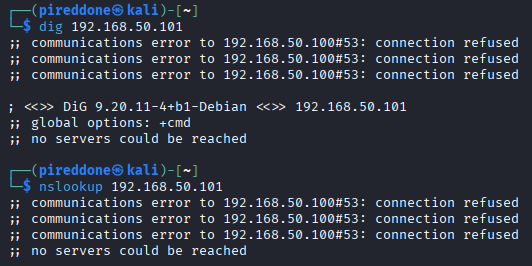 ┌──(pireddone㉿kali)-[~]
└─$ dig 192.168.50.101
;; communications error to 192.168.50.100#53: connection refused
;; communications error to 192.168.50.100#53: connection refused
;; communications error to 192.168.50.100#53: connection refused

; <<>> DiG 9.20.11-4+b1-Debian <<>> 192.168.50.101
;; global options: +cmd
;; no servers could be reached

┌──(pireddone㉿kali)-[~]
└─$ nslookup 192.168.50.101
;; communications error to 192.168.50.100#53: connection refused
;; communications error to 192.168.50.100#53: connection refused
;; communications error to 192.168.50.100#53: connection refused
;; no servers could be reached